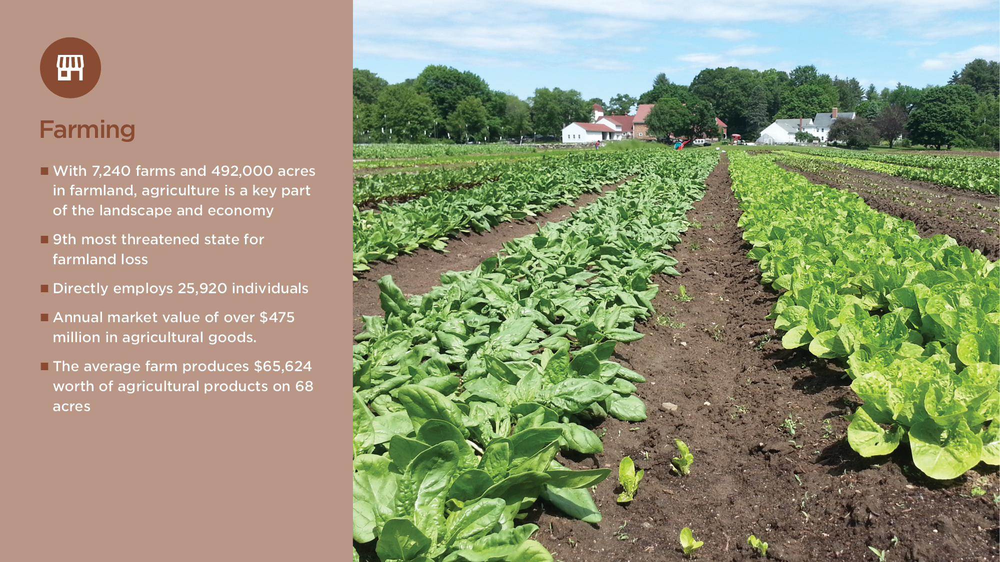 Farming
■ With 7,240 farms and 492,000 acres
in farmland, agriculture is a key part
of the landscape and economy
■ 9th most threatened state for
farmland loss
■ Directly employs 25,920 individuals
■ Annual market value of over $475
million in agricultural goods.
■ The average farm produces $65,624
worth of agricultural products on 68
acres